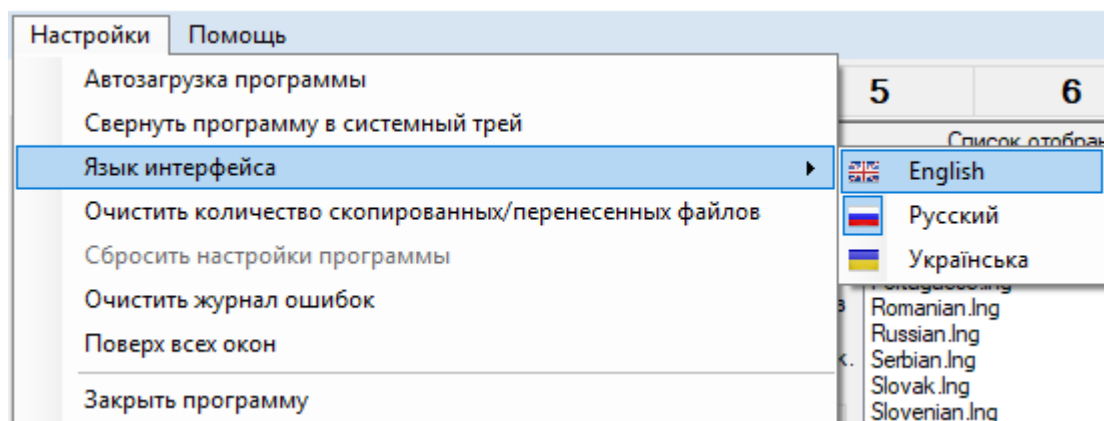 Настройки Помощь
Автозагрузка программы
Свернуть программу в системный трей
Язык интерфейса
Очистить количество скопированных/перенесенных файлов
Сбросить настройки программы
Очистить журнал ошибок
Поверх всех окон
Закрыть программу
English
Русский
Українська
5 6
Список
Romanian.lng
Russian.lng
Serbian.lng
Slovak.lng
Slovenian.lng